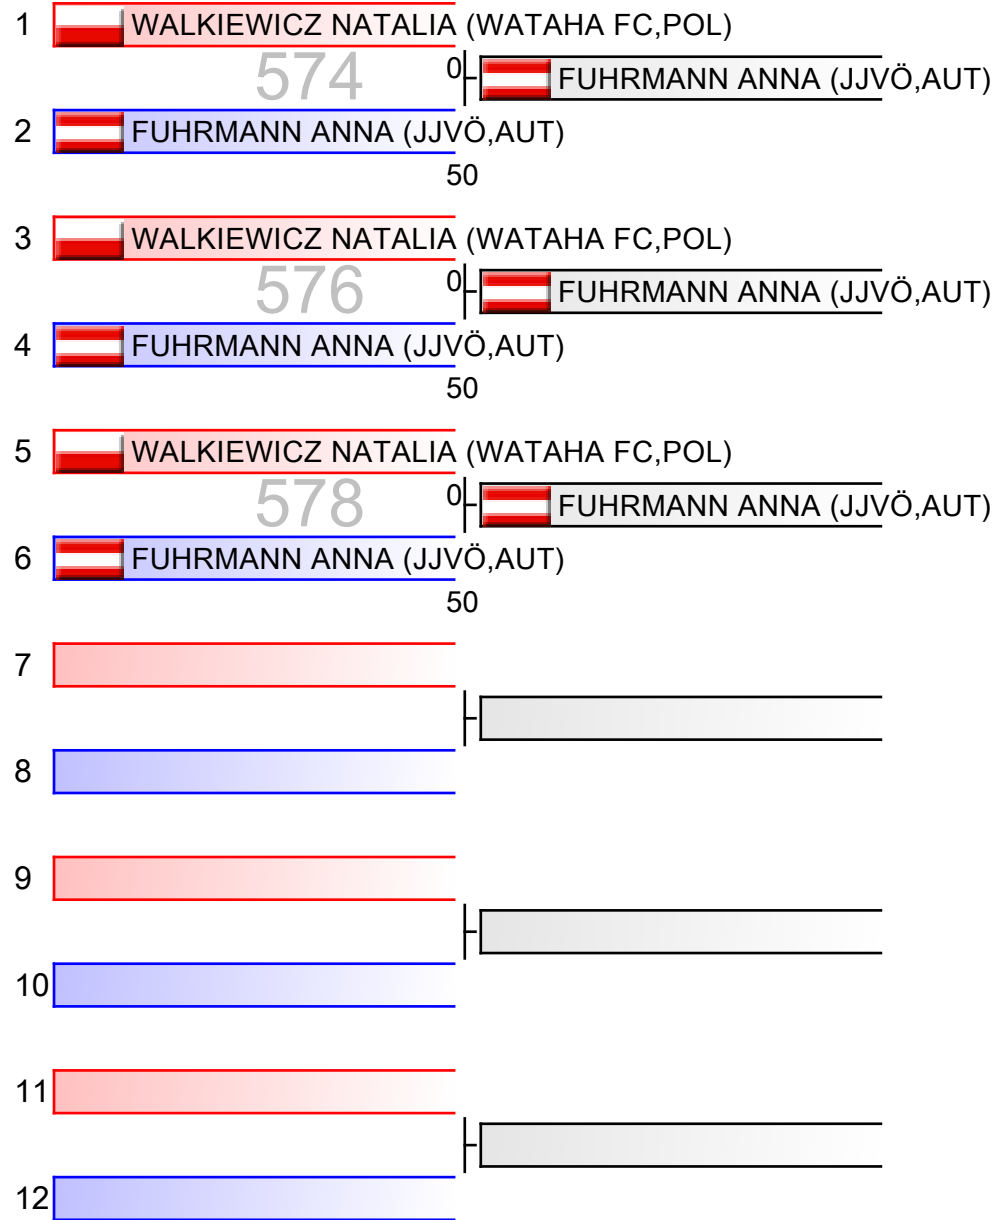 1 WALKIEWICZ NATALIA (WATAHA FC,POL)
574 0 FUHRMANN ANNA (JJVÖ,AUT)
2 FUHRMANN ANNA (JJVÖ,AUT)
50
3 WALKIEWICZ NATALIA (WATAHA FC,POL)
576 0 FUHRMANN ANNA (JJVÖ,AUT)
4 FUHRMANN ANNA (JJVÖ,AUT)
50
5 WALKIEWICZ NATALIA (WATAHA FC,POL)
578 0 FUHRMANN ANNA (JJVÖ,AUT)
6 FUHRMANN ANNA (JJVÖ,AUT)
50
7
8
9
10
11
12